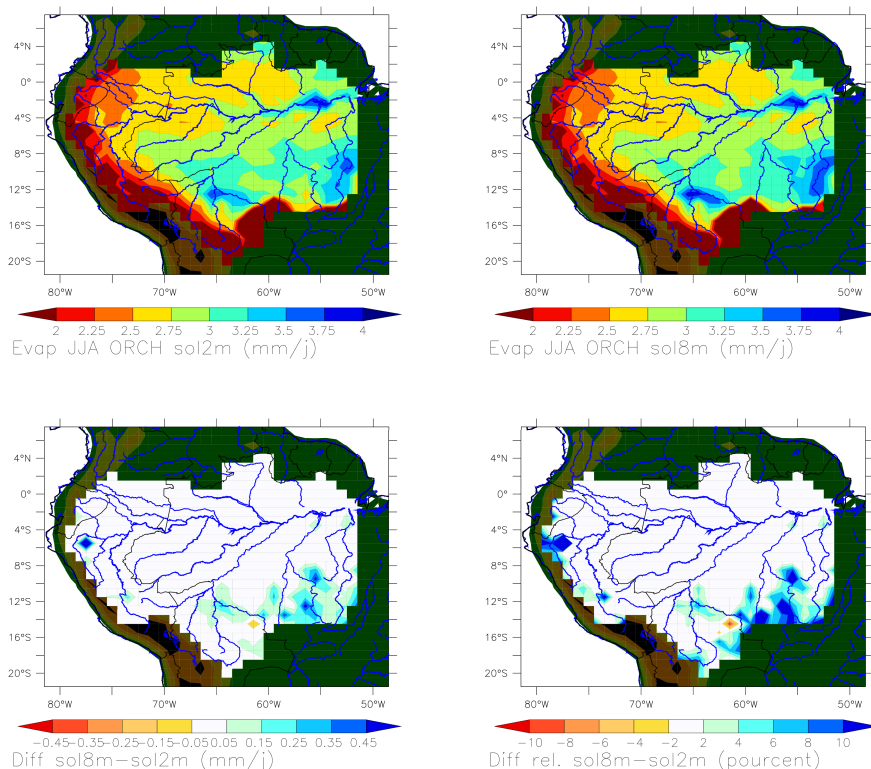 4°N
0°
4°S
8°S
12°S
16°S
20°S
80°W 70°W 60°W 50°W
2 2.25 2.5 2.75 3 3.25 3.5 3.75 4
Evap JJA ORCH sol2m (mm/j)
4°N
0°
4°S
8°S
12°S
16°S
20°S
80°W 70°W 60°W 50°W
2 2.25 2.5 2.75 3 3.25 3.5 3.75 4
Evap JJA ORCH sol8m (mm/j)
4°N
0°
4°S
8°S
12°S
16°S
20°S
80°W 70°W 60°W 50°W
-0.45-0.35-0.25-0.15-0.05 0.05 0.15 0.25 0.35 0.45
Diff sol8m-sol2m (mm/j)
4°N
0°
4°S
8°S
12°S
16°S
20°S
80°W 70°W 60°W 50°W
-10 -8 -6 -4 -2 2 4 6 8 10
Diff rel. sol8m-sol2m (pourcent)